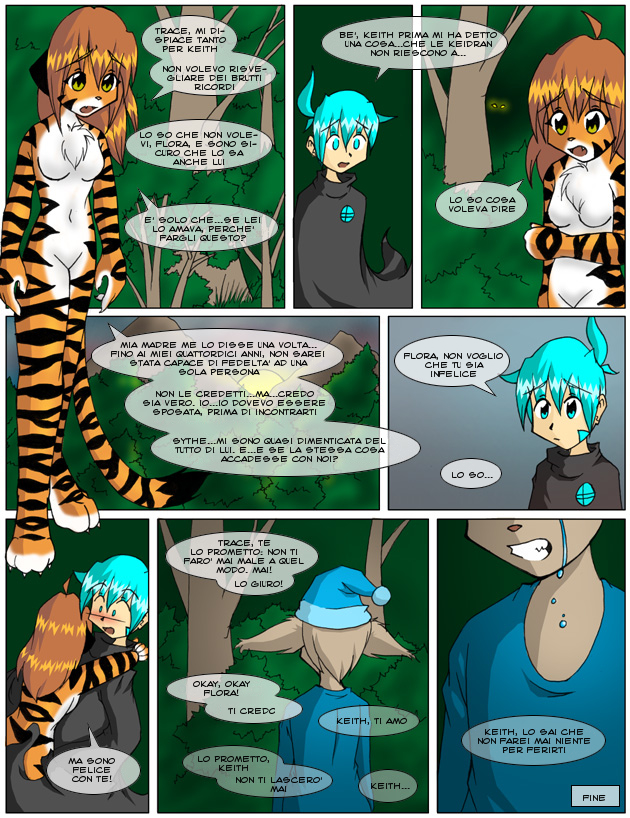 TRACE, MI DI-
SPIACE TANTO
PER KEITH
NON VOLEVO RISVE-
GLIARE DEI BRUTTI
RICORDI
LO SO CHE NON VOLE-
VI, FLORA, E SONO SI-
CURO CHE LO SA
ANCHE LUI
E' SOLO CHE...SE LEI
LO AMAVA, PERCHE'
FARGLI QUESTO?
BE', KEITH PRIMA MI HA DETTO
UNA COSA...CHE LE KEIDRAN
NON RIESCONO A...
LO SO COSA
VOLEVA DIRE
MIA MADRE ME LO DISSE UNA VOLTA...
FINO AI MIEI QUATTORDICI ANNI, NON SAREI
STATA CAPACE DI FEDELTA' AD UNA
SOLA PERSONA
NON LE CREDETTI...MA...CREDO
SIA VERO. IO...IO DOVEVO ESSERE
SPOSATA, PRIMA DI INCONTRARTI
SYTHE...MI SONO QUASI DIMENTICATA DEL
TUTTO DI LUI. E...E SE LA STESSA COSA
ACCADESSE CON NOI?
FLORA, NON VOGLIO
CHE TU SIA
INFELICE
LO SO...
MA SONO
FELICE
CON TE!
TRACE, TE
LO PROMETTO: NON TI
FARO' MAI MALE A QUEL
MODO. MAI!
LO GIURO!
OKAY, OKAY
FLORA!
TI CREDO
KEITH, TI AMO
LO PROMETTO,
KEITH
NON TI LASCERO'
MAI
KEITH...
KEITH, LO SAI CHE
NON FAREI MAI NIENTE
PER FERIRTI
FINE